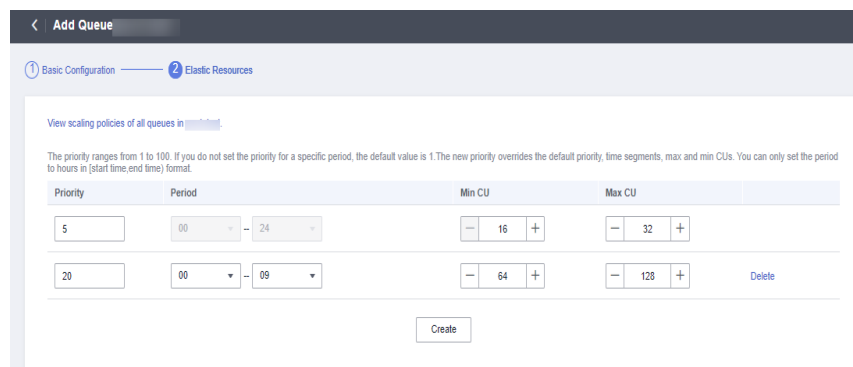 Add Queue
1 Basic Configuration 2 Elastic Resources
View scaling policies of all queues in
The priority ranges from 1 to 100. If you do not set the priority for a specific period, the default value is 1.The new priority overrides the default priority, time segments, max and min CUs. You can only set the period
to hours in [start time,end time) format.
Priority Period Min CU Max CU
5 00 – 24 — 16 + — 32 +
20 00 – 09 — 64 + — 128 + Delete
Create